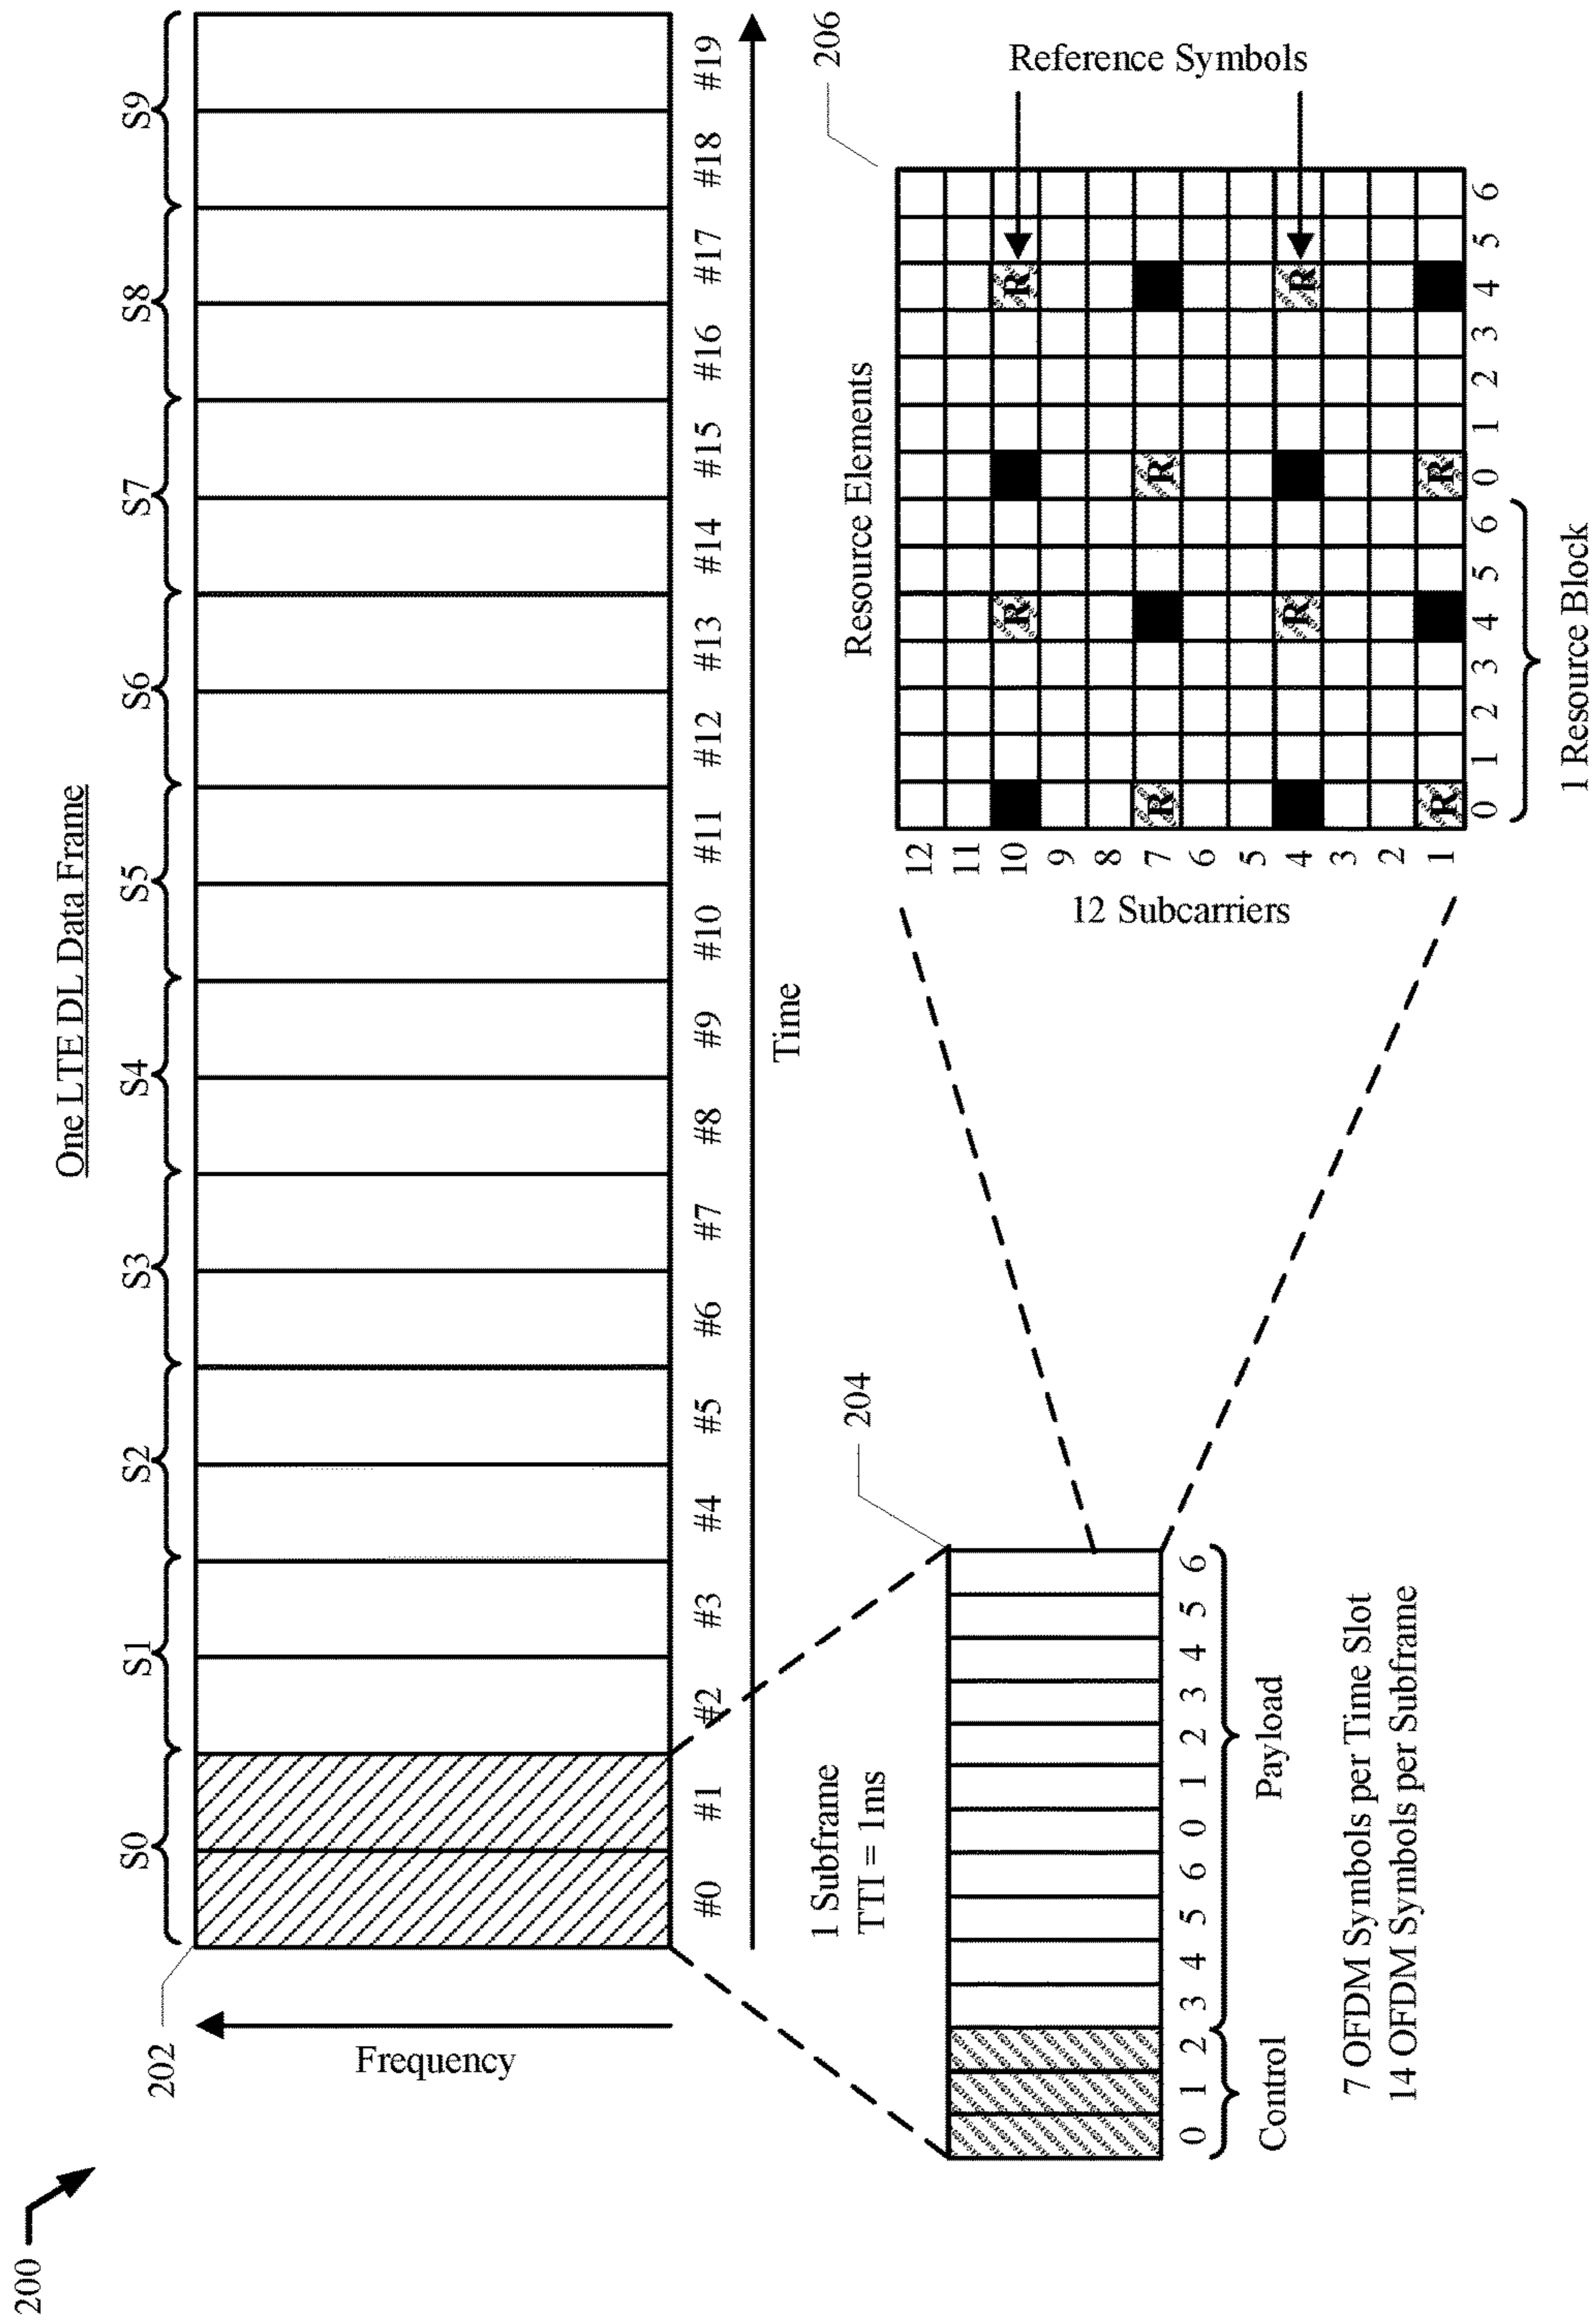 200
One LTE DL Data Frame
S0 S1 S2 S3 S4 S5 S6 S7 S8 S9
202
Frequency
#0 #1 #2 #3 #4 #5 #6 #7 #8 #9 #10 #11 #12 #13 #14 #15 #16 #17 #18 #19
Time
1 Subframe
TTI = 1ms
204
0 1 2 3 4 5 6 0 1 2 3 4 5 6
Control
Payload
7 OFDM Symbols per Time Slot
14 OFDM Symbols per Subframe
206
Resource Elements
Reference Symbols
12 Subcarriers
12
11
10 R R
9
8
7 R R
6
5
4 R R
3
2
1 R R
0 1 2 3 4 5 6 0 1 2 3 4 5 6
1 Resource Block